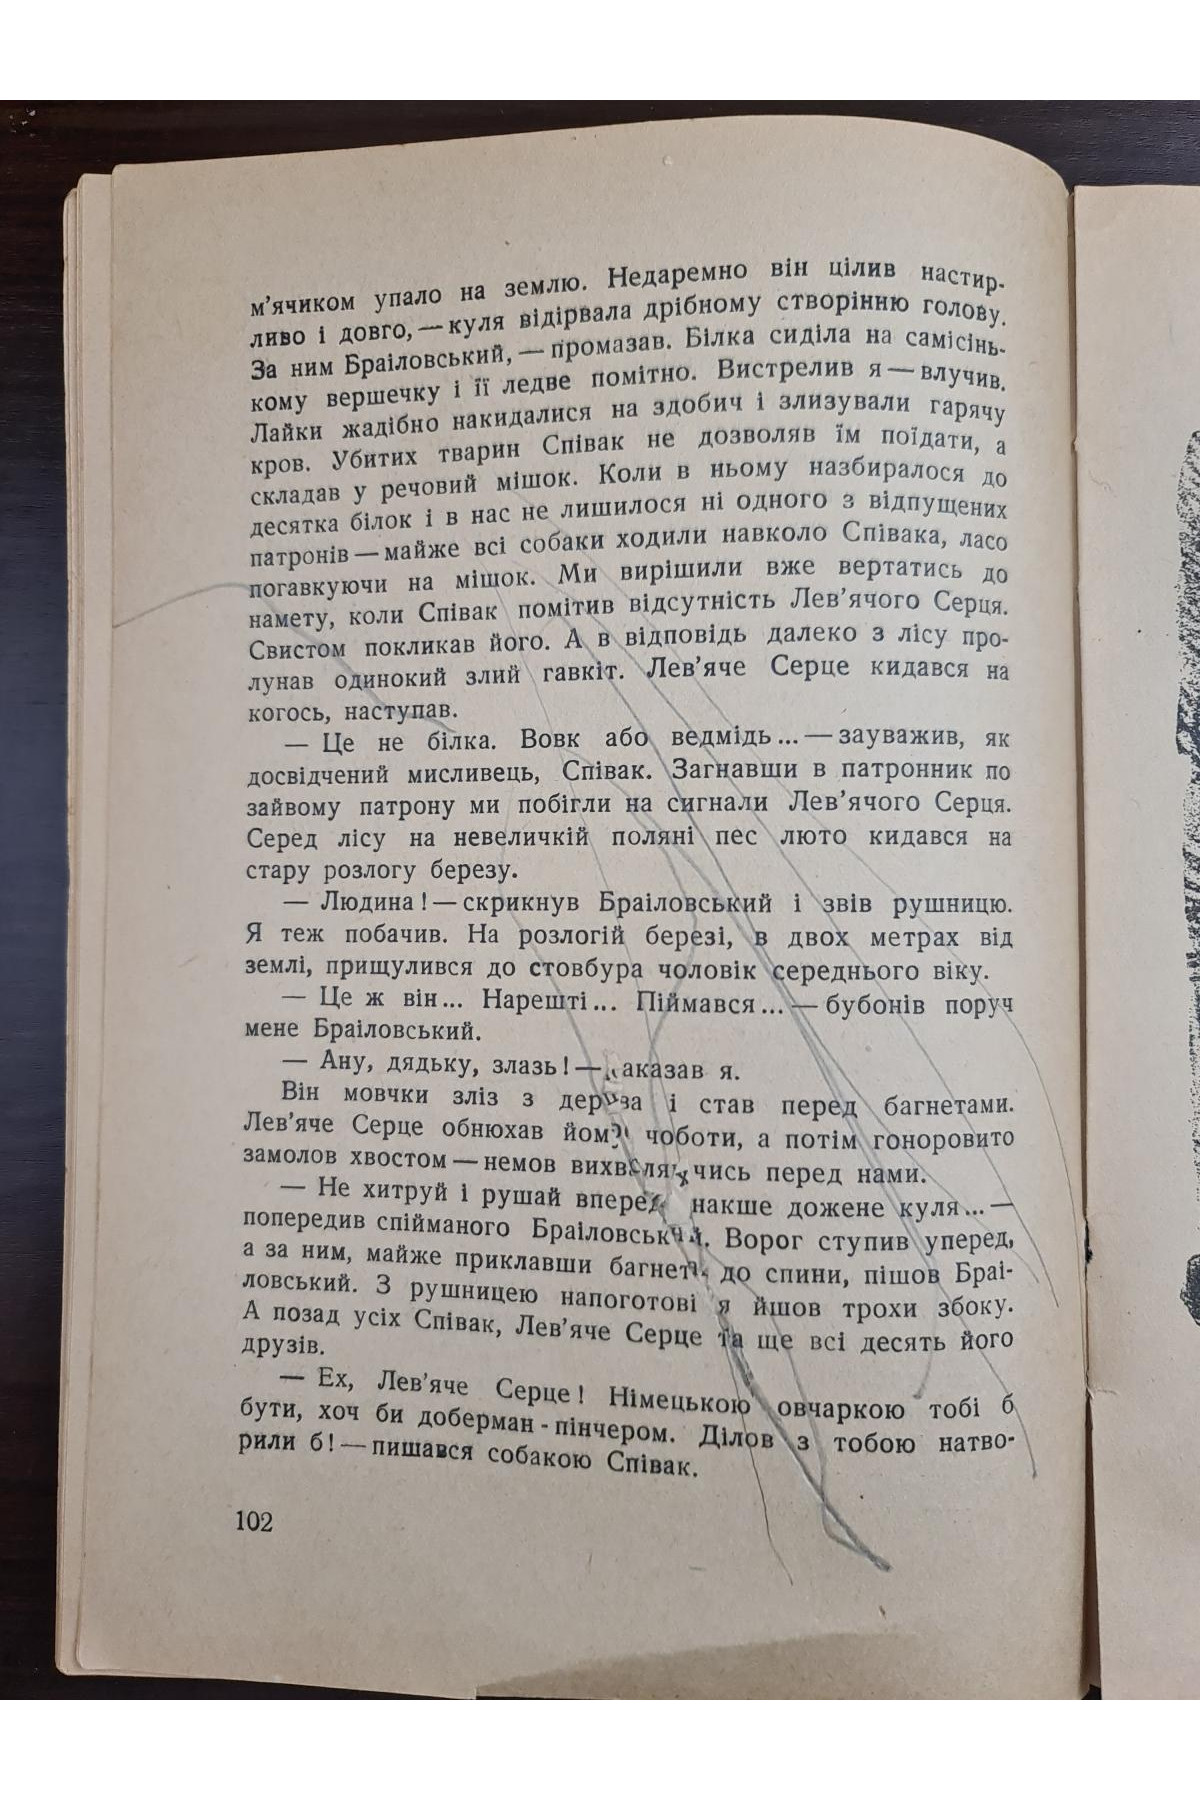 м’ячиком упало на землю. Недаремно він цілив настир-
ливо і довго, — куля відірвала дрібному створінню голову.
За ним Браіловський, — промазав. Білка сиділа на самісінь-
кому вершечку і її ледве помітно. Вистрелив я — влучив.
Лайки жадібно накидалися на здобич і злизували гарячу
кров. Убитих тварин Співак не дозволяв їм поїдати, а
складав у речовий мішок. Коли в ньому назбиралося до
десятка білок і в нас не лишилося ні одного з відпущених
патронів — майже всі собаки ходили навколо Співака, ласо
погавкуючи на мішок. Ми вирішили вже вертатись до
намету, коли Співак помітив відсутність Лев’ячого Серця.
Свистом покликав його. А в відповідь далеко з лісу про-
лунав одинокий злий гавкіт. Лев’яче Серце кидався на
когось, наступав.
— Це не білка. Вовк або ведмідь... — зауважив, як
досвідчений мисливець, Співак. Загнавши в патронник по
зайвому патрону ми побігли на сигнали Лев’ячого Серця.
Серед лісу на невеличкій поляні пес люто кидався на
стару розлогу березу.
— Людина! — скрикнув Браіловський і звів рушницю.
Я теж побачив. На розлогій березі, в двох метрах від
землі, прищулився до стовбура чоловік середнього віку.
— Це ж він... Нарешті... Піймався... — бубонів поруч
мене Браіловський.
— Ану, дядьку, злазь! — наказав я.
Він мовчки зліз з дерева і став перед багнетами.
Лев’яче Серце обнюхав йому чоботи, а потім гоноровито
замолов хвостом — немов вихваляючись перед нами.
— Не хитруй і рушай вперед, інакше дожене куля... —
попередив спійманого Браіловський. Ворог ступив уперед,
а за ним, майже приклавши багнет до спини, пішов Браі-
ловський. З рушницею напоготові я йшов трохи збоку.
А позад усіх Співак, Лев’яче Серце та ще всі десять його
друзів.
— Ех, Лев’яче Серце! Німецькою овчаркою тобі б
бути, хоч би доберман-пінчером. Ділов з тобою натво-
рили б! — пишався собакою Співак.
102